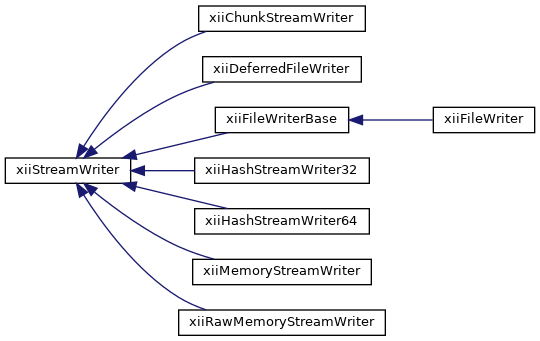 xiiChunkStreamWriter
xiiDeferredFileWriter
xiiFileWriterBase
xiiFileWriter
xiiStreamWriter
xiiHashStreamWriter32
xiiHashStreamWriter64
xiiMemoryStreamWriter
xiiRawMemoryStreamWriter